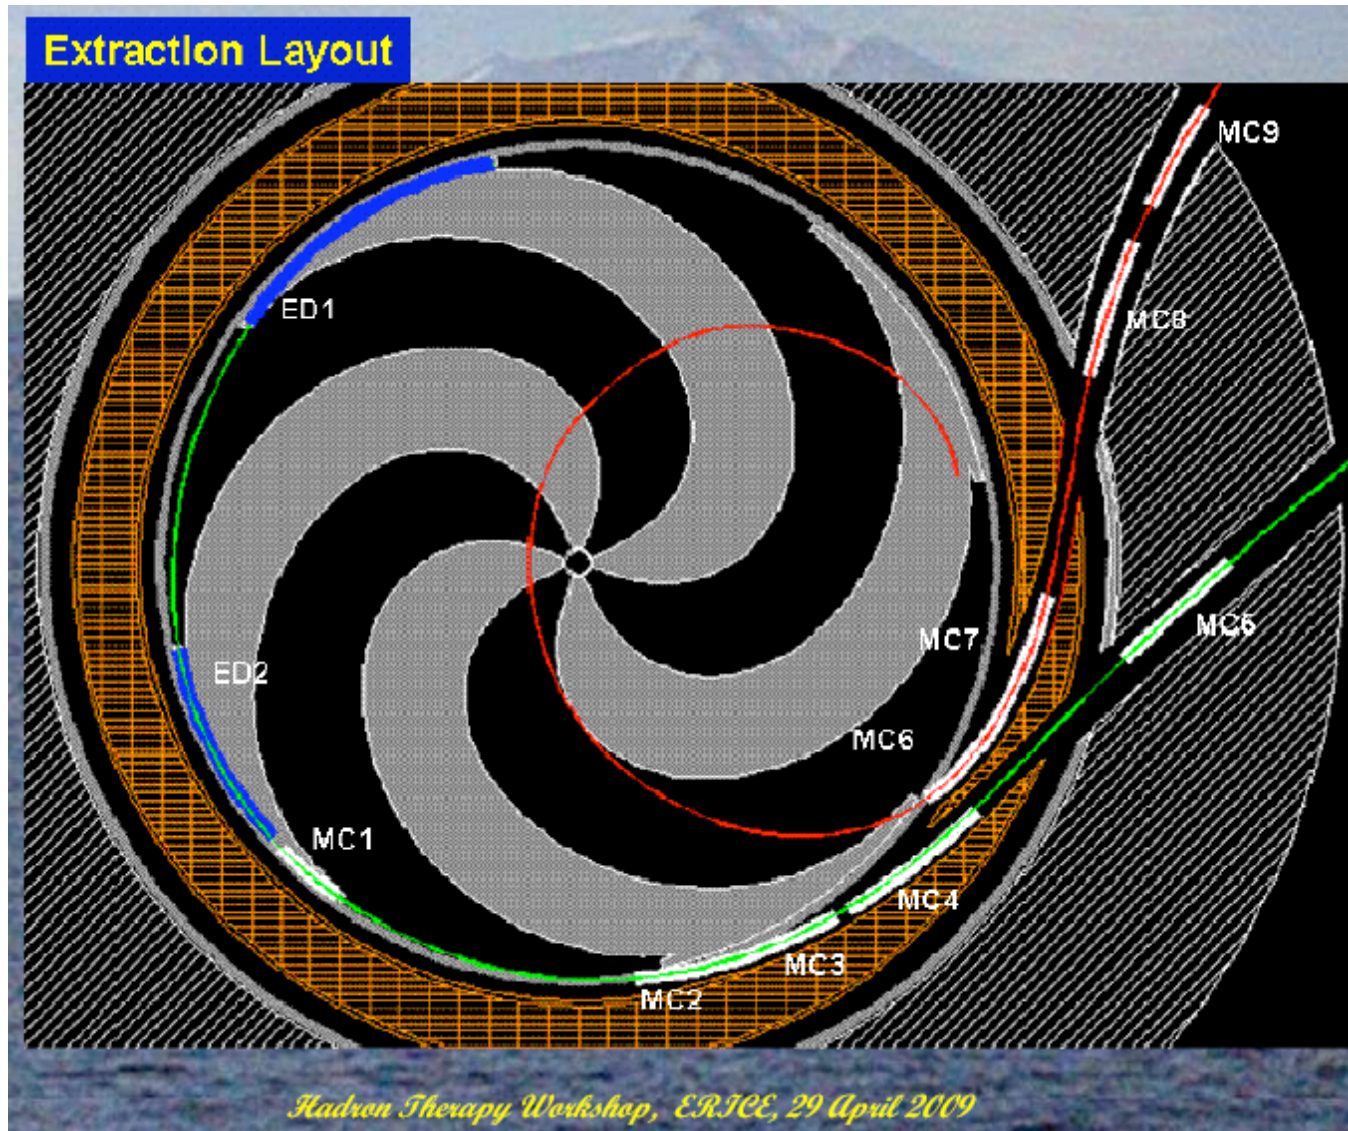 Extraction Layout
MC9
MC8
ED1
MC5
MC7
ED2
MC6
MC1
MC4
MC3
MC2
Hadron Therapy Workshop, ERICE, 29 April 2009